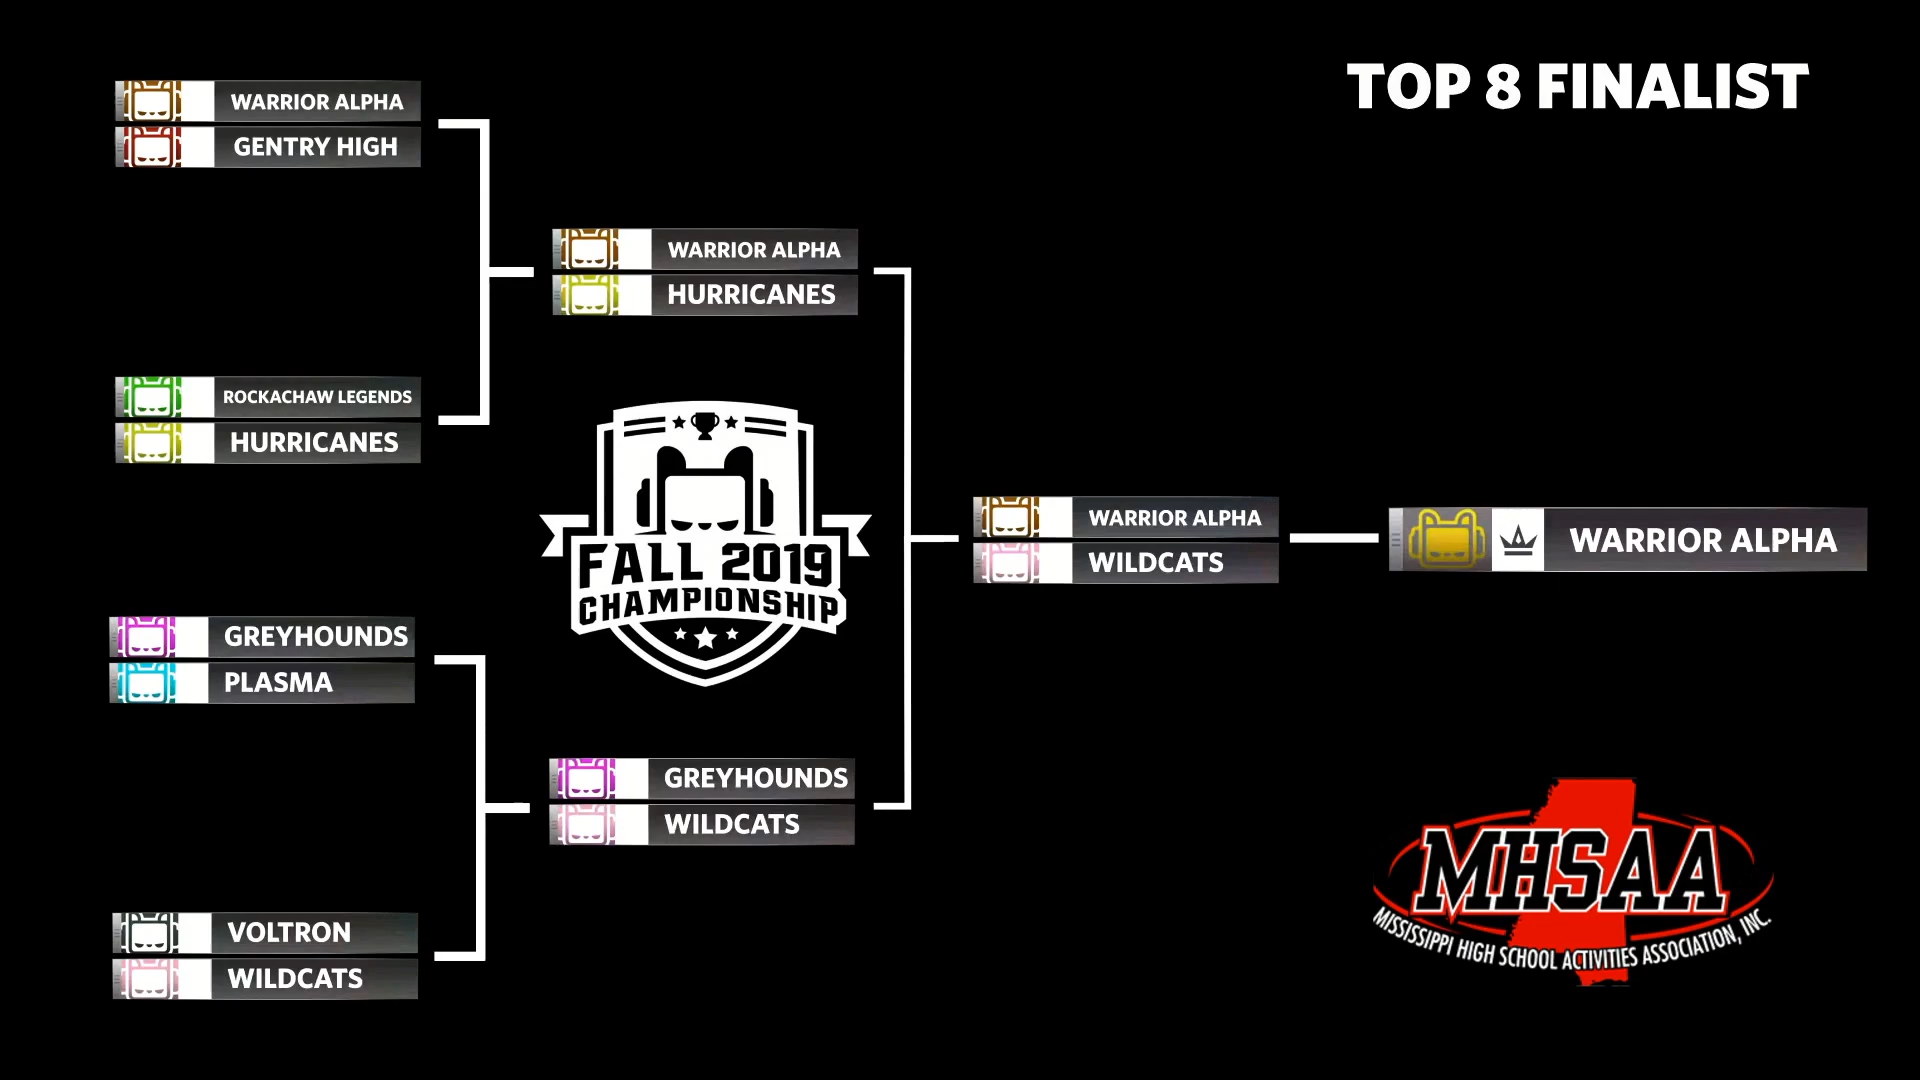 TOP 8 FINALIST
WARRIOR ALPHA
GENTRY HIGH
WARRIOR ALPHA
HURRICANES
ROCKACHAW LEGENDS
HURRICANES
FALL 2019
CHAMPIONSHIP
WARRIOR ALPHA
WILDCATS
WARRIOR ALPHA
GREYHOUNDS
PLASMA
GREYHOUNDS
WILDCATS
VOLTRON
WILDCATS
MHSAA
MISSISSIPPI HIGH SCHOOL ACTIVITIES ASSOCIATION, INC.